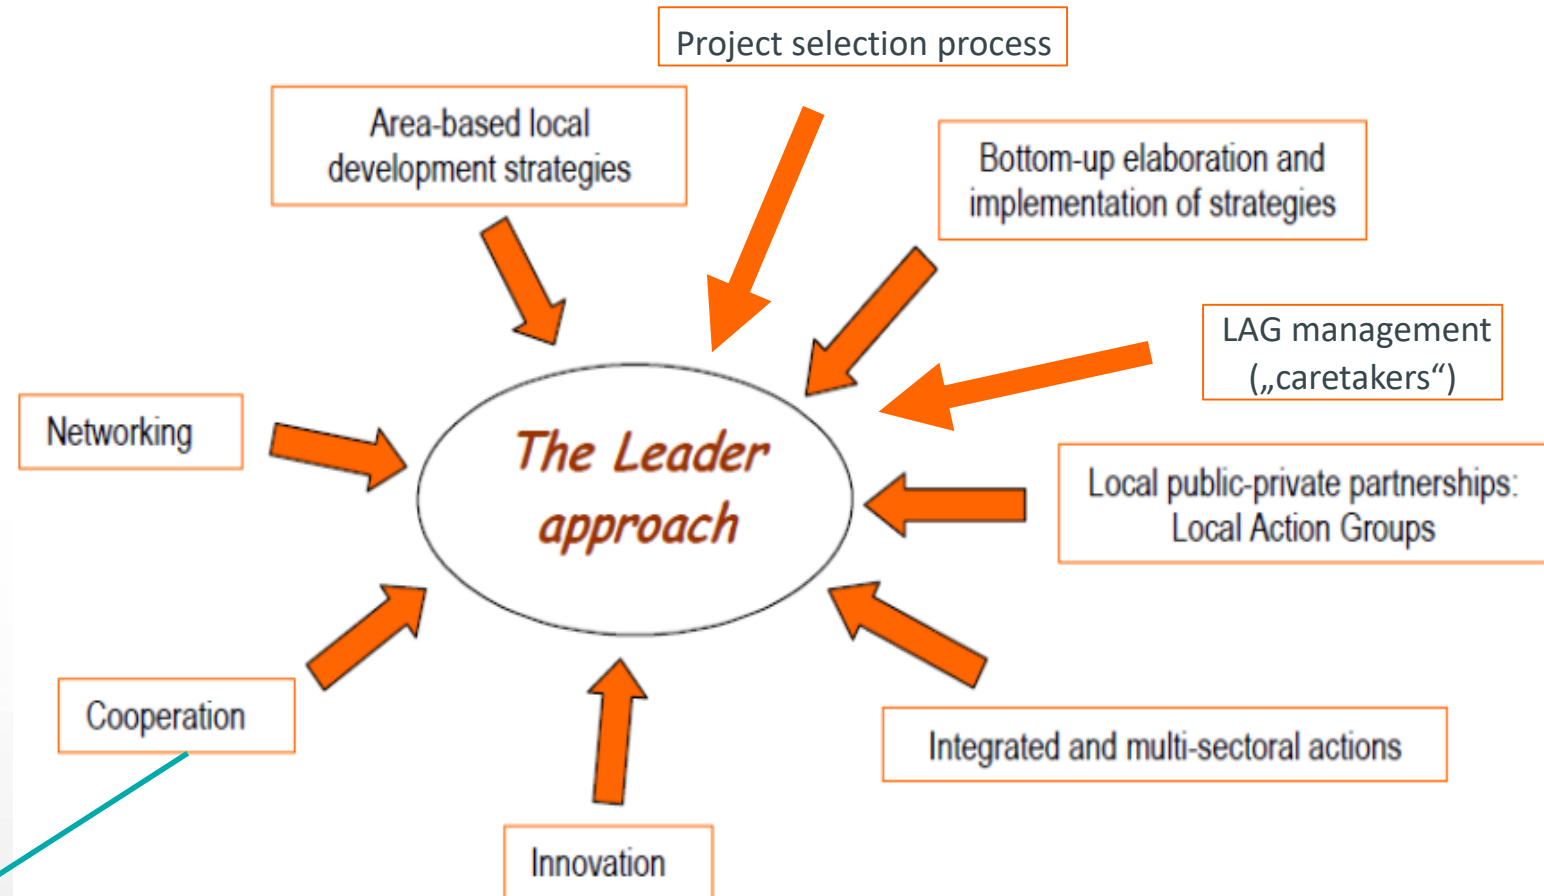 Project selection process
Area-based local
development strategies
Bottom-up elaboration and
implementation of strategies
LAG management
(„caretakers“)
Networking
The Leader
approach
Local public-private partnerships:
Local Action Groups
Cooperation
Integrated and multi-sectoral actions
Innovation